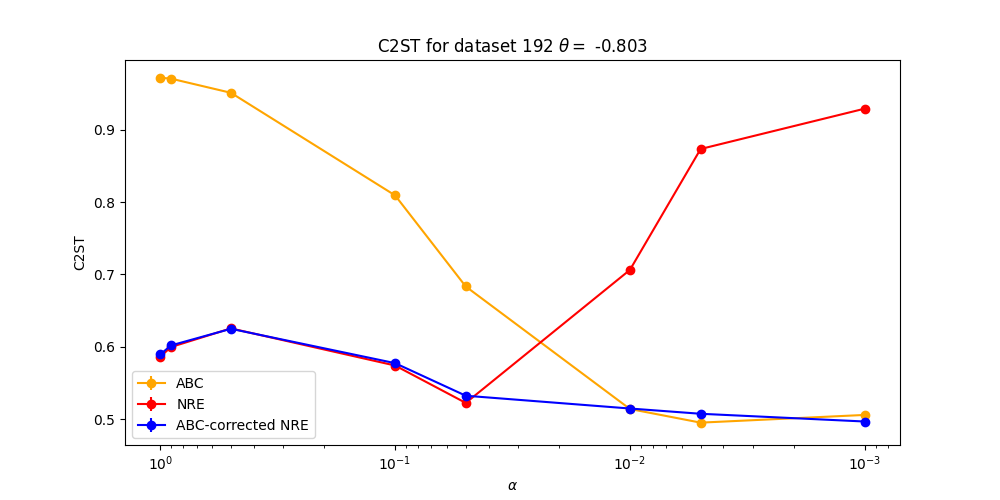 C2ST for dataset 192 θ = -0.803
C2ST
0.9
0.8
0.7
0.6
0.5
ABC
NRE
ABC-corrected NRE
10⁰
10⁻¹
10⁻²
10⁻³
α